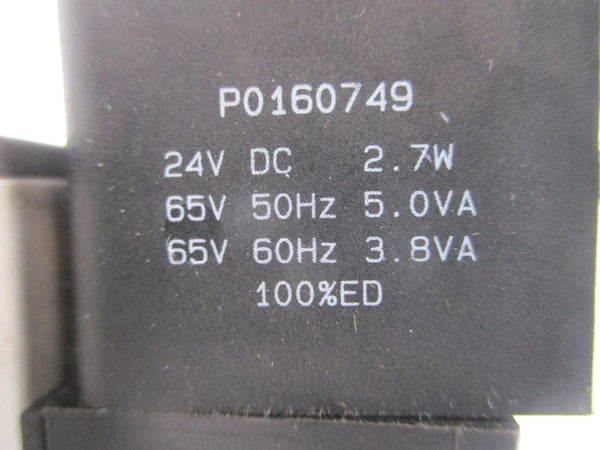 P0160749
24V DC 2.7W
65V 50Hz 5.0VA
65V 60Hz 3.8VA
100%ED